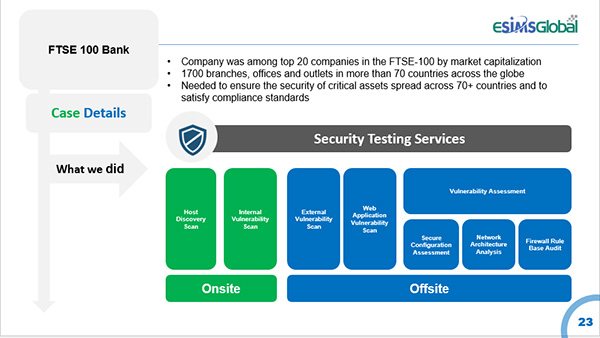 ESiMSGlobal
FTSE 100 Bank
• Company was among top 20 companies in the FTSE-100 by market capitalization
• 1700 branches, offices and outlets in more than 70 countries across the globe
• Needed to ensure the security of critical assets spread across 70+ countries and to
satisfy compliance standards
Case Details
What we did
Security Testing Services
Host
Discovery
Scan
Internal
Vulnerability
Scan
External
Vulnerability
Scan
Web
Application
Vulnerability
Scan
Vulnerability Assessment
Secure
Configuration
Assessment
Network
Architecture
Analysis
Firewall Rule
Base Audit
Onsite
Offsite
23